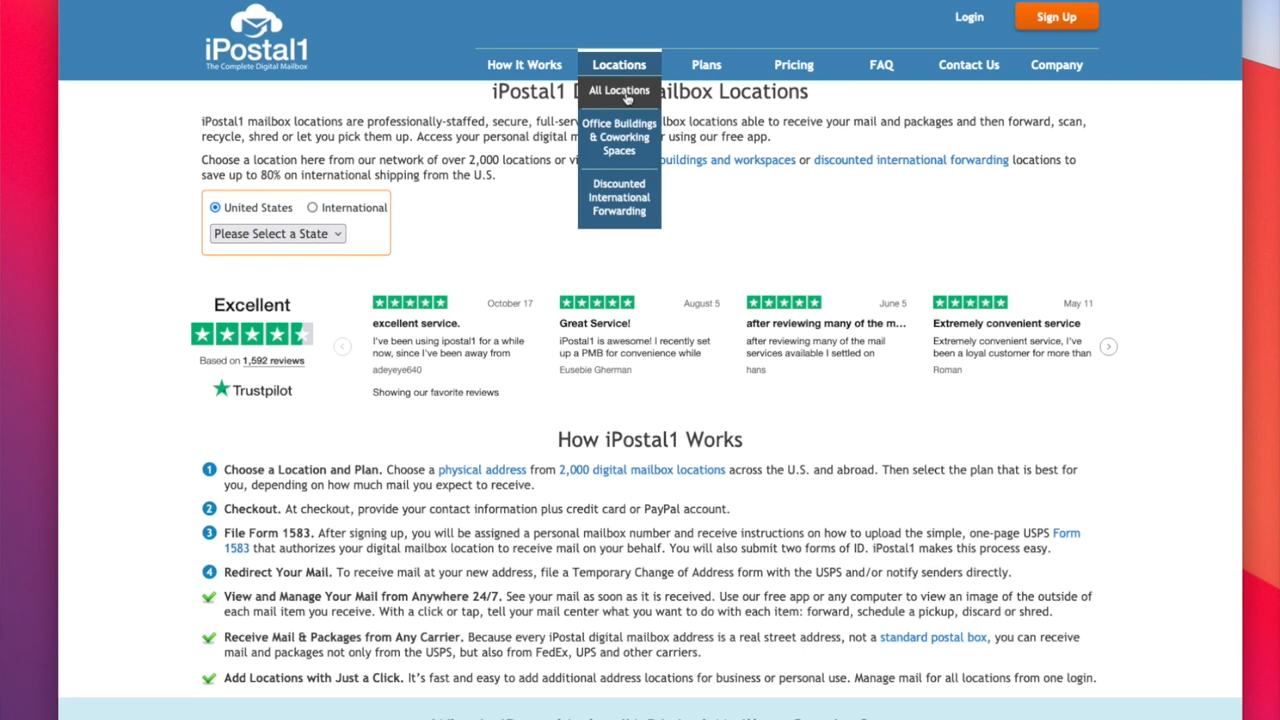 iPostal1
The Complete Digital Mailbox
Login
Sign Up
How It Works
Locations
Plans
Pricing
FAQ
Contact Us
Company
All Locations
Office Buildings
& Coworking
Spaces
Discounted
International
Forwarding
iPostal1 D ailbox Locations
iPostal1 mailbox locations are professionally-staffed, secure, full-ser lbox locations able to receive your mail and packages and then forward, scan,
recycle, shred or let you pick them up. Access your personal digital m using our free app.
Choose a location here from our network of over 2,000 locations or vi buildings and workspaces or discounted international forwarding locations to
save up to 80% on international shipping from the U.S.
United States
International
Please Select a State
Excellent
Based on 1,592 reviews
Trustpilot
October 17
excellent service.
I've been using ipostal1 for a while
now, since I've been away from
adeyeye640
August 5
Great Service!
iPostal1 is awesome! I recently set
up a PMB for convenience while
Eusebie Gherman
June 5
after reviewing many of the m...
after reviewing many of the mail
services available I settled on
hans
May 11
Extremely convenient service
Extremely convenient service, I've
been a loyal customer for more than
Roman
Showing our favorite reviews
How iPostal1 Works
1 Choose a Location and Plan. Choose a physical address from 2,000 digital mailbox locations across the U.S. and abroad. Then select the plan that is best for
you, depending on how much mail you expect to receive.
2 Checkout. At checkout, provide your contact information plus credit card or PayPal account.
3 File Form 1583. After signing up, you will be assigned a personal mailbox number and receive instructions on how to upload the simple, one-page USPS Form
1583 that authorizes your digital mailbox location to receive mail on your behalf. You will also submit two forms of ID. iPostal1 makes this process easy.
4 Redirect Your Mail. To receive mail at your new address, file a Temporary Change of Address form with the USPS and/or notify senders directly.
View and Manage Your Mail from Anywhere 24/7. See your mail as soon as it is received. Use our free app or any computer to view an image of the outside of
each mail item you receive. With a click or tap, tell your mail center what you want to do with each item: forward, schedule a pickup, discard or shred.
Receive Mail & Packages from Any Carrier. Because every iPostal digital mailbox address is a real street address, not a standard postal box, you can receive
mail and packages not only from the USPS, but also from FedEx, UPS and other carriers.
Add Locations with Just a Click. It's fast and easy to add additional address locations for business or personal use. Manage mail for all locations from one login.